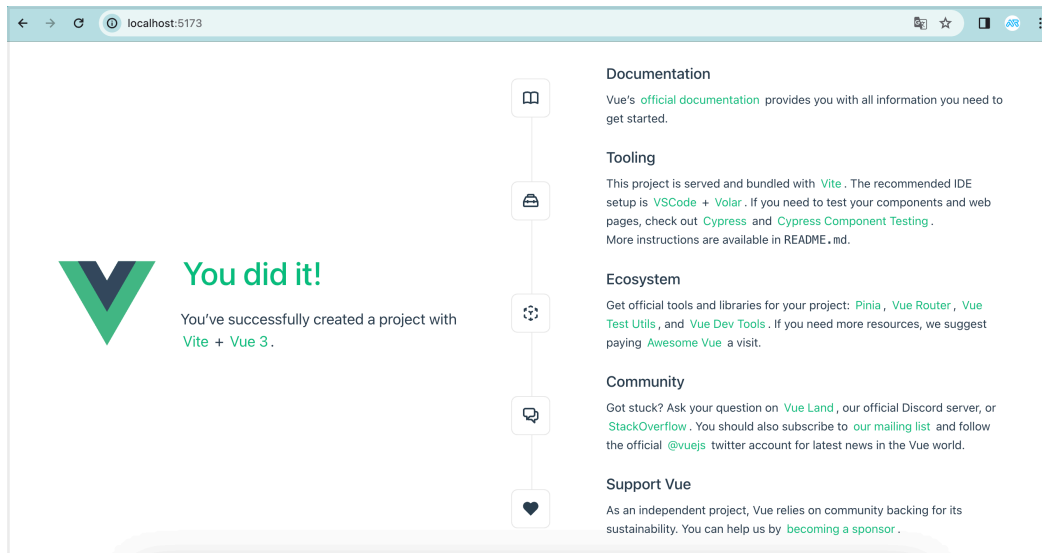 localhost:5173
You did it!
You've successfully created a project with
Vite + Vue 3 .
Documentation
Vue's official documentation provides you with all information you need to
get started.
Tooling
This project is served and bundled with Vite . The recommended IDE
setup is VSCode + Volar . If you need to test your components and web
pages, check out Cypress and Cypress Component Testing .
More instructions are available in README.md.
Ecosystem
Get official tools and libraries for your project: Pinia , Vue Router , Vue
Test Utils , and Vue Dev Tools . If you need more resources, we suggest
paying Awesome Vue a visit.
Community
Got stuck? Ask your question on Vue Land , our official Discord server, or
StackOverflow . You should also subscribe to our mailing list and follow
the official @vuejs twitter account for latest news in the Vue world.
Support Vue
As an independent project, Vue relies on community backing for its
sustainability. You can help us by becoming a sponsor .